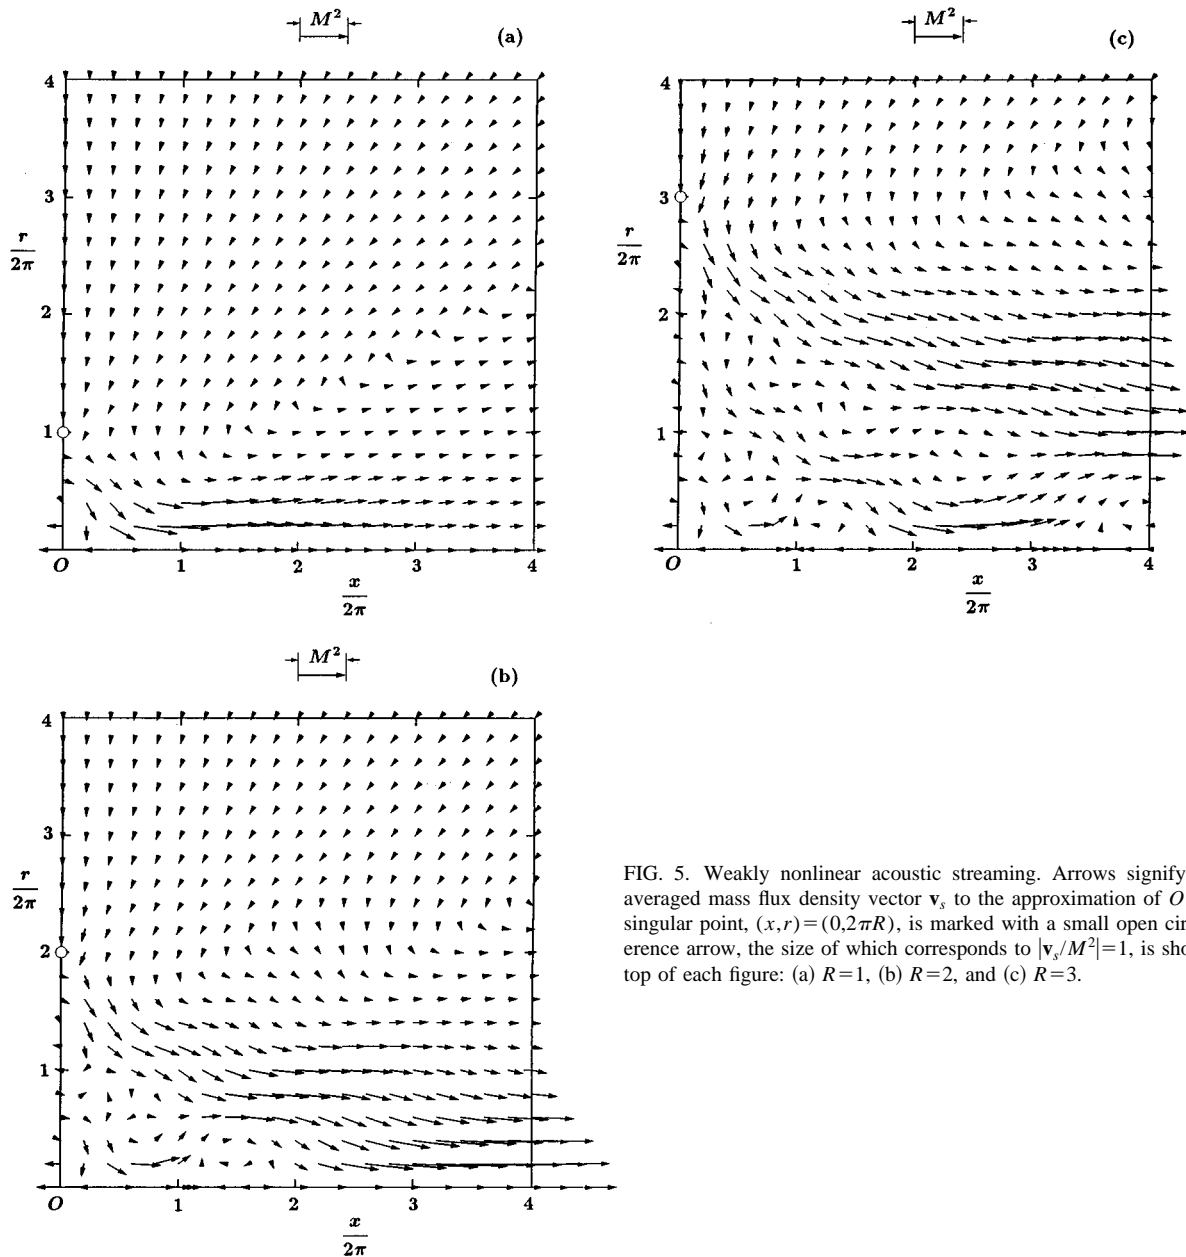 M²
(a)
4
3
r
2π
2
1
O
1
2
3
4
x
2π
M²
(c)
4
3
r
2π
2
1
O
1
2
3
4
x
2π
M²
(b)
4
3
r
2π
2
1
O
1
2
3
4
x
2π
FIG. 5. Weakly nonlinear acoustic streaming. Arrows signify
averaged mass flux density vector vₛ to the approximation of O
singular point, (x,r)=(0,2πR), is marked with a small open cir
erence arrow, the size of which corresponds to |vₛ/M²|=1, is sho
top of each figure: (a) R=1, (b) R=2, and (c) R=3.